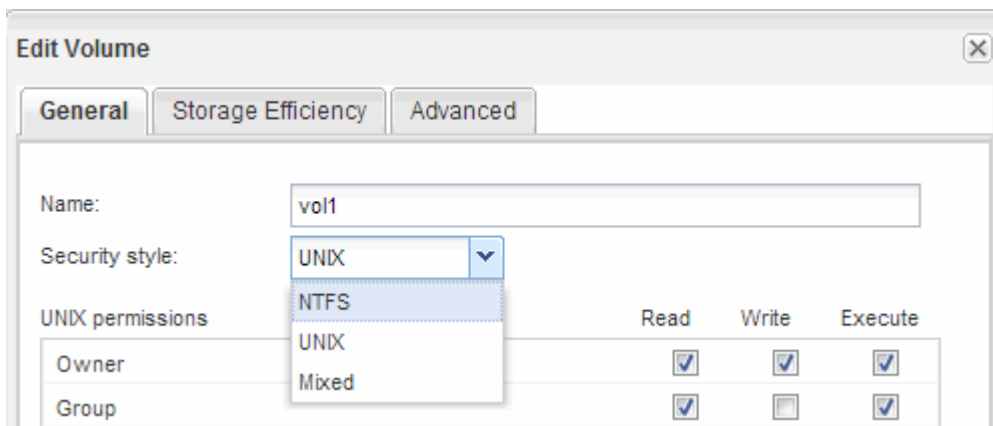 Edit Volume
General Storage Efficiency Advanced
Name: vol1
Security style: UNIX
NTFS
UNIX
Mixed
UNIX permissions Read Write Execute
Owner
Group